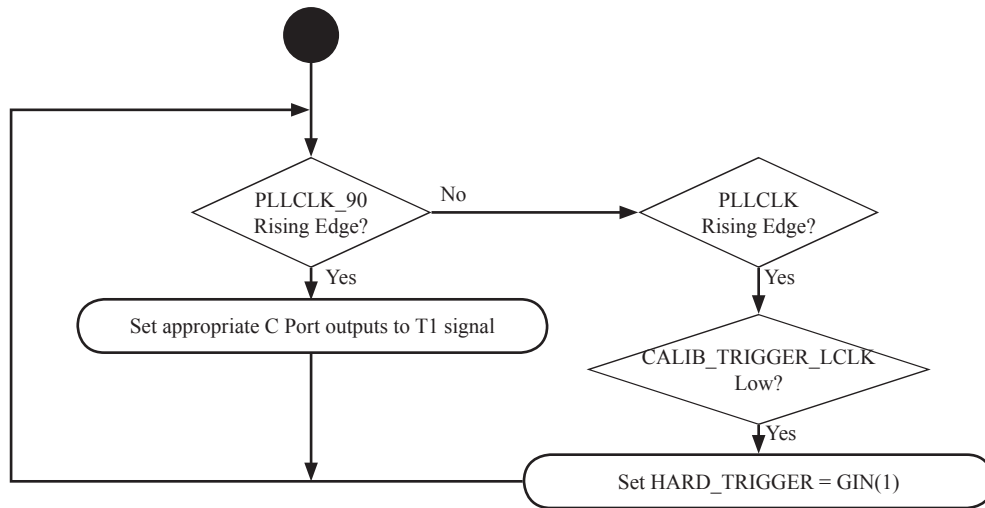 PLLCLK_90
Rising Edge?
No
PLLCLK
Rising Edge?
Yes
Yes
Set appropriate C Port outputs to T1 signal
CALIB_TRIGGER_LCLK
Low?
Yes
Set HARD_TRIGGER = GIN(1)